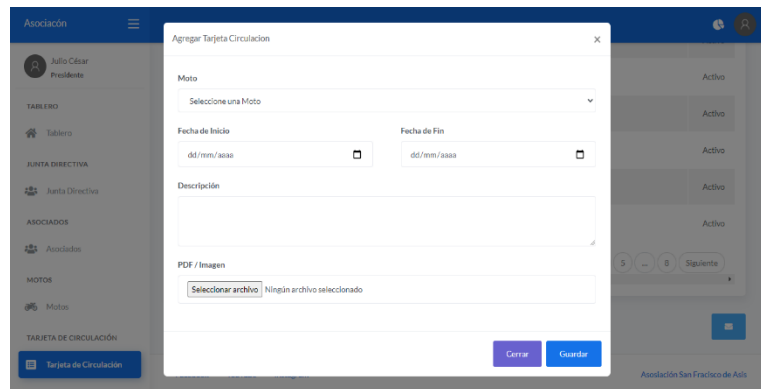 Asociacón
Julio César
Presidente
TABLERO
Tablero
JUNTA DIRECTIVA
Junta Directiva
ASOCIADOS
Asociados
MOTOS
Motos
TARJETA DE CIRCULACIÓN
Tarjeta de Circulación
Agregar Tarjeta Circulacion
×
Moto
Seleccione una Moto
Fecha de Inicio Fecha de Fin
dd/mm/aaaa dd/mm/aaaa
Descripción
PDF / Imagen
Seleccionar archivo Ningún archivo seleccionado
Cerrar Guardar
Activo
Activo
Activo
Activo
Activo
5 ... 8 Siguiente
Asosiación San Fracisco de Asis